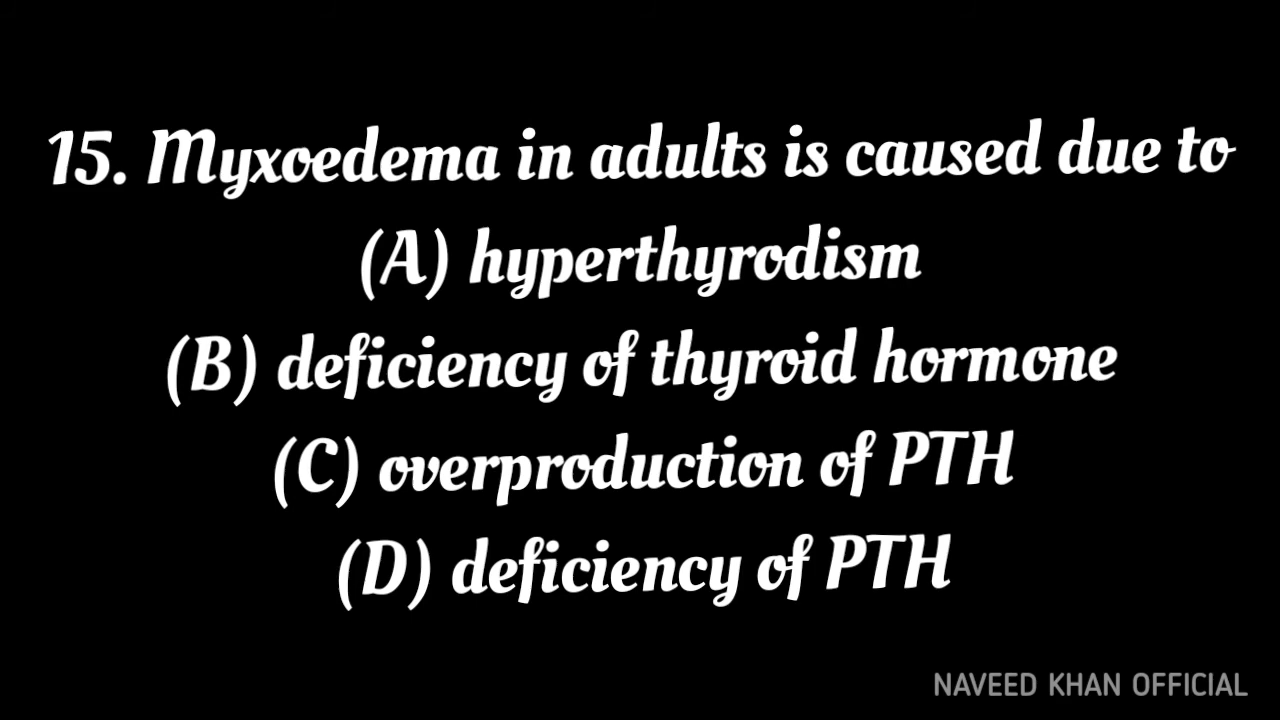 15. Myxoedema in adults is caused due to
(A) hyperthyrodism
(B) deficiency of thyroid hormone
(C) overproduction of PTH
(D) deficiency of PTH
NAVEED KHAN OFFICIAL